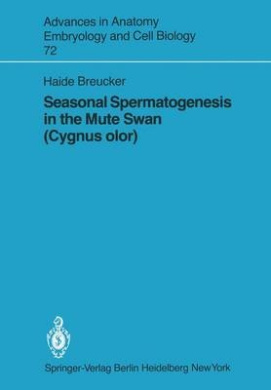 Advances in Anatomy
Embryology and Cell Biology
72
Haide Breucker
Seasonal Spermatogenesis
in the Mute Swan
(Cygnus olor)
Springer-Verlag Berlin Heidelberg New York